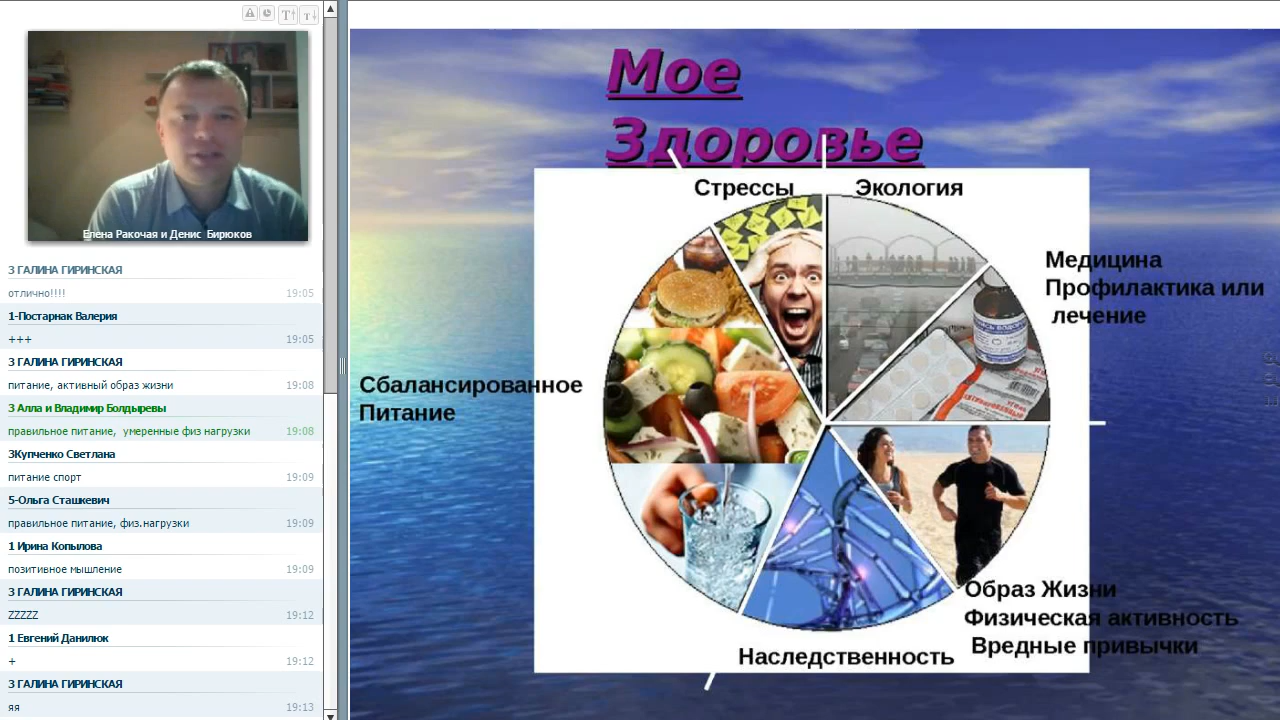 Елена Ракочая и Денис Бирюков
3 ГАЛИНА ГИРИНСКАЯ
отлично!!!!
19:05
1-Постарнак Валерия
+++
19:05
3 ГАЛИНА ГИРИНСКАЯ
питание, активный образ жизни
19:08
3 Алла и Владимир Болдыревы
правильное питание, умеренные физ нагрузки
19:08
3Купченко Светлана
питание спорт
19:09
5-Ольга Сташкевич
правильное питание, физ.нагрузки
19:09
1 Ирина Копылова
позитивное мышление
19:09
3 ГАЛИНА ГИРИНСКАЯ
ZZZZZ
19:12
1 Евгений Данилюк
+
19:12
3 ГАЛИНА ГИРИНСКАЯ
яя
19:13
Мое
Здоровье
Стрессы
Экология
Медицина
Профилактика или
лечение
Сбалансированное
Питание
Образ Жизни
Физическая активность
Вредные привычки
Наследственность